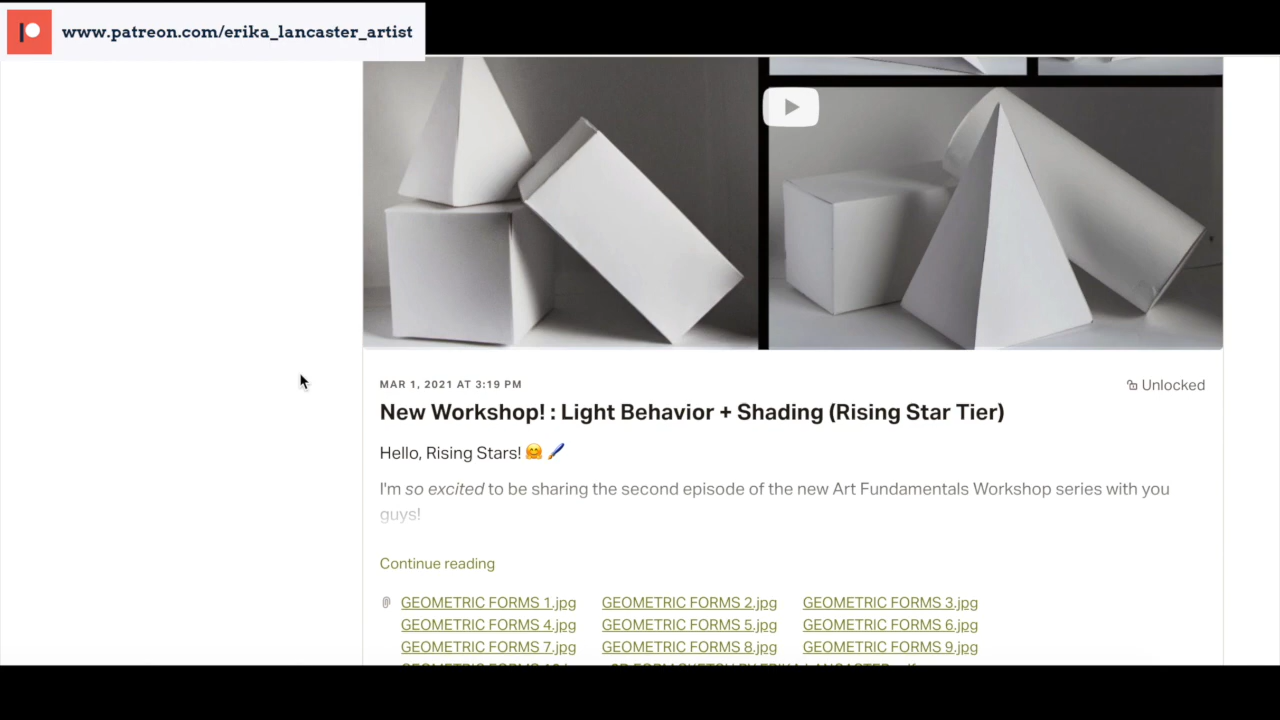 www.patreon.com/erika_lancaster_artist
MAR 1, 2021 AT 3:19 PM
Unlocked
New Workshop! : Light Behavior + Shading (Rising Star Tier)
Hello, Rising Stars! 🤗 🖌️
I'm so excited to be sharing the second episode of the new Art Fundamentals Workshop series with you
guys!
Continue reading
GEOMETRIC FORMS 1.jpg GEOMETRIC FORMS 2.jpg GEOMETRIC FORMS 3.jpg
GEOMETRIC FORMS 4.jpg GEOMETRIC FORMS 5.jpg GEOMETRIC FORMS 6.jpg
GEOMETRIC FORMS 7.jpg GEOMETRIC FORMS 8.jpg GEOMETRIC FORMS 9.jpg